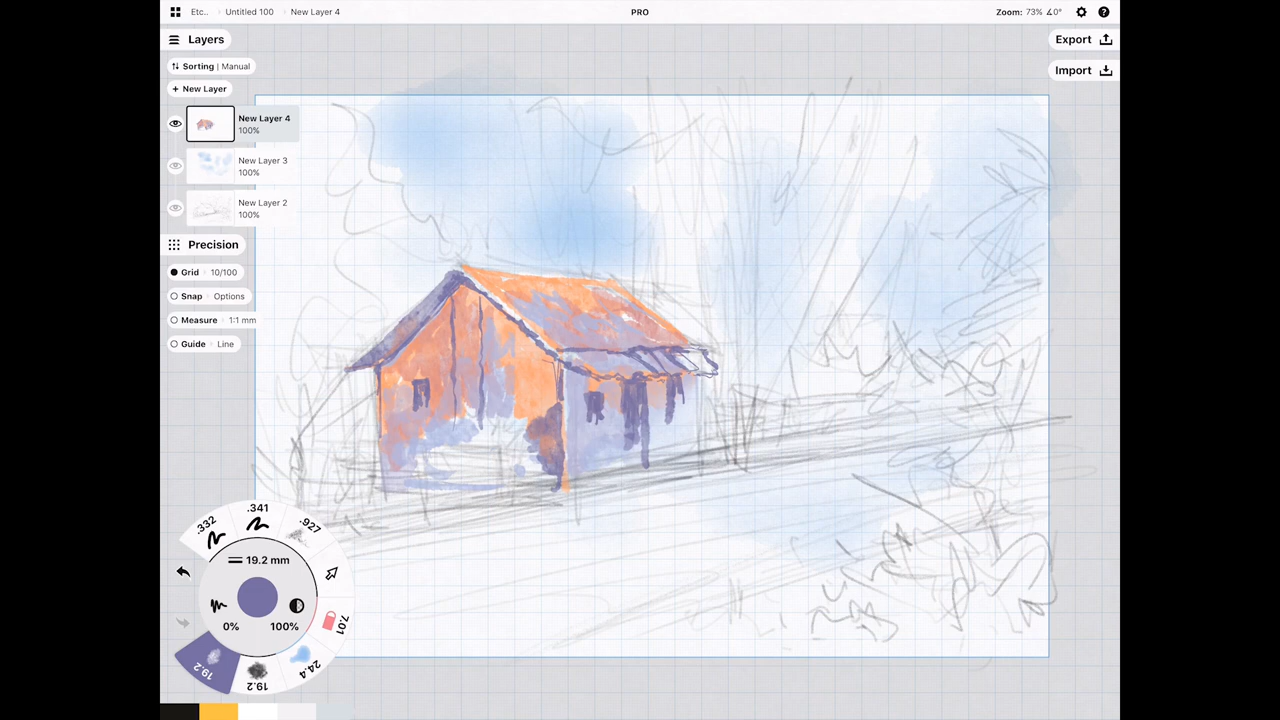 Etc.. Untitled 100 New Layer 4 PRO Zoom: 73% ∠0°
Layers
Export
Sorting | Manual
Import
+ New Layer
New Layer 4
100%
New Layer 3
100%
New Layer 2
100%
Precision
Grid 10/100
Snap Options
Measure 1:1 mm
Guide Line
.332 .341 .927
19.2 mm
0% 100%
7.01
19.2 19.2 24.4